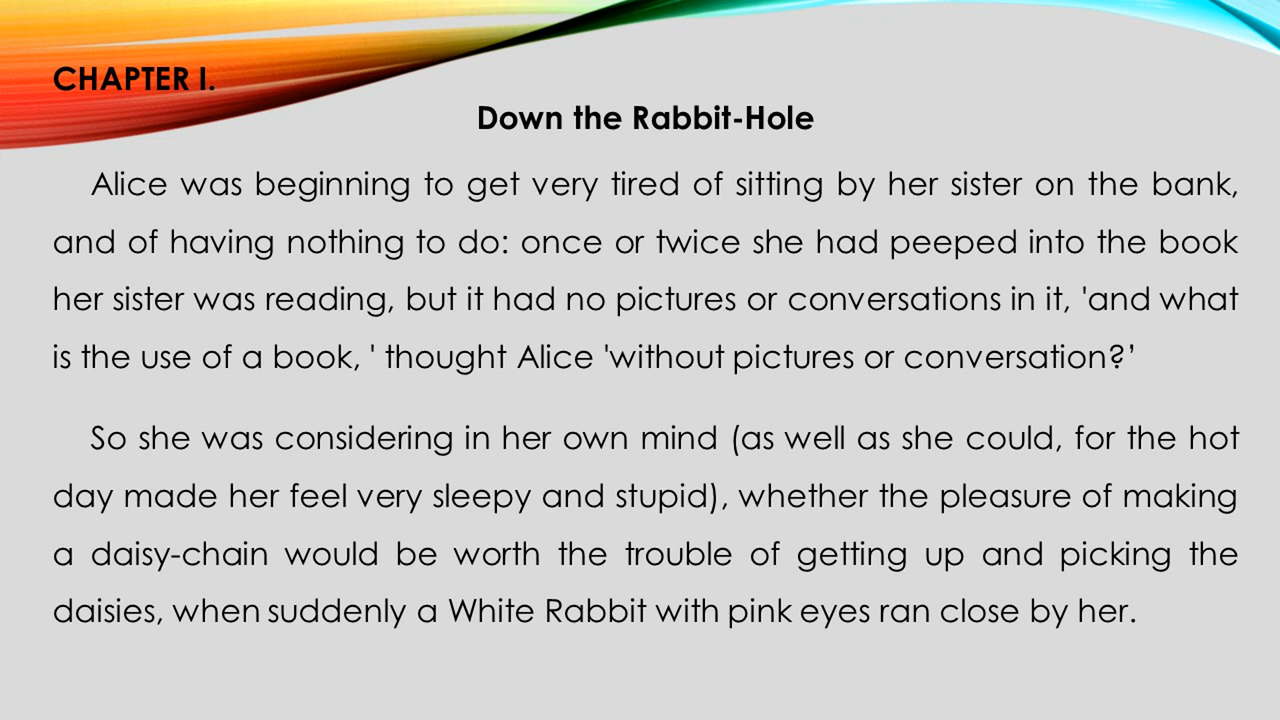 CHAPTER I.
Down the Rabbit-Hole
Alice was beginning to get very tired of sitting by her sister on the bank,
and of having nothing to do: once or twice she had peeped into the book
her sister was reading, but it had no pictures or conversations in it, 'and what
is the use of a book, ' thought Alice 'without pictures or conversation?’
So she was considering in her own mind (as well as she could, for the hot
day made her feel very sleepy and stupid), whether the pleasure of making
a daisy-chain would be worth the trouble of getting up and picking the
daisies, when suddenly a White Rabbit with pink eyes ran close by her.